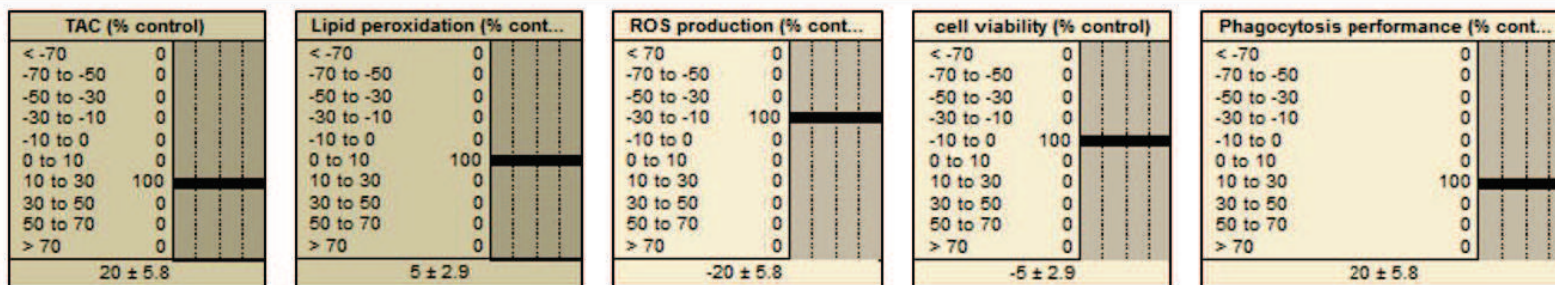 TAC (% control)
< -70 0
-70 to -50 0
-50 to -30 0
-30 to -10 0
-10 to 0 0
0 to 10 0
10 to 30 100
30 to 50 0
50 to 70 0
> 70 0
20 ± 5.8
Lipid peroxidation (% cont...
< -70 0
-70 to -50 0
-50 to -30 0
-30 to -10 0
-10 to 0 0
0 to 10 100
10 to 30 0
30 to 50 0
50 to 70 0
> 70 0
5 ± 2.9
ROS production (% cont...
< 70 0
-70 to -50 0
-50 to -30 0
-30 to -10 100
-10 to 0 0
0 to 10 0
10 to 30 0
30 to 50 0
50 to 70 0
> 70 0
-20 ± 5.8
cell viability (% control)
< -70 0
-70 to -50 0
-50 to -30 0
-30 to -10 0
-10 to 0 100
0 to 10 0
10 to 30 0
30 to 50 0
50 to 70 0
> 70 0
-5 ± 2.9
Phagocytosis performance (% cont...
< -70 0
-70 to -50 0
-50 to -30 0
-30 to -10 0
-10 to 0 0
0 to 10 0
10 to 30 100
30 to 50 0
50 to 70 0
> 70 0
20 ± 5.8